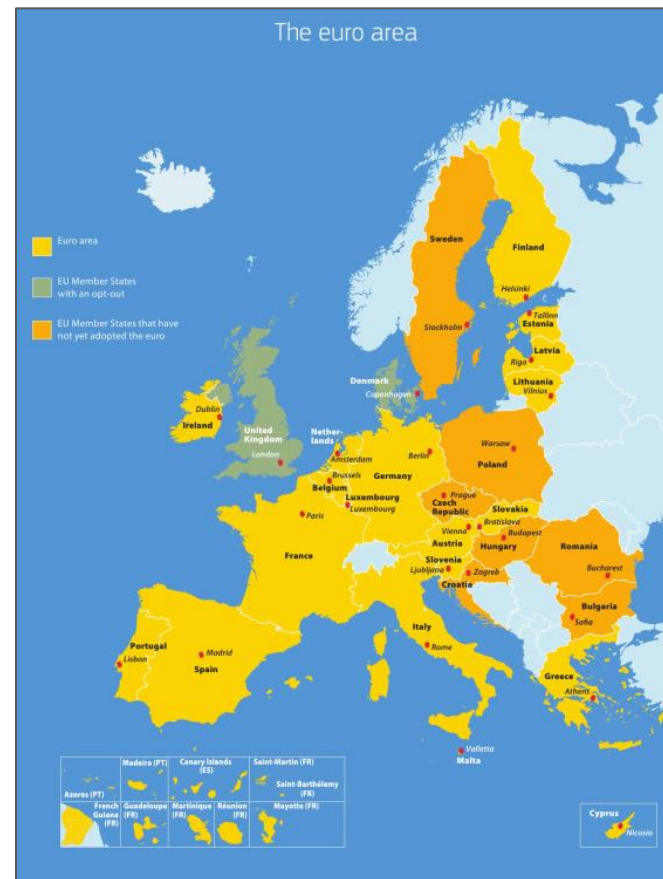 The euro area
Euro area
EU Member States
with an opt-out
EU Member States that have
not yet adopted the euro
Sweden
Finland
Helsinki
Tallinn
Estonia
Stockholm
Latvia
Riga
Lithuania
Vilnius
Denmark
Copenhagen
Dublin
Ireland
United
Kingdom
London
Nether-
lands
Amsterdam
Berlin
Warsaw
Poland
Brussels
Belgium
Germany
Luxembourg
Luxembourg
Prague
Czech
Republic
Slovakia
Paris
Vienna
Bratislava
Budapest
Austria
Hungary
Romania
France
Slovenia
Ljubljana
Zagreb
Croatia
Bucharest
Bulgaria
Sofia
Italy
Rome
Portugal
Lisbon
Madrid
Spain
Greece
Athens
Valletta
Malta
Azores (PT)
Madeira (PT)
Canary Islands
(ES)
Saint-Martin (FR)
Saint-Barthélemy
(FR)
French
Guiana
(FR)
Guadeloupe
(FR)
Martinique
(FR)
Réunion
(FR)
Mayotte (FR)
Cyprus
Nicosia